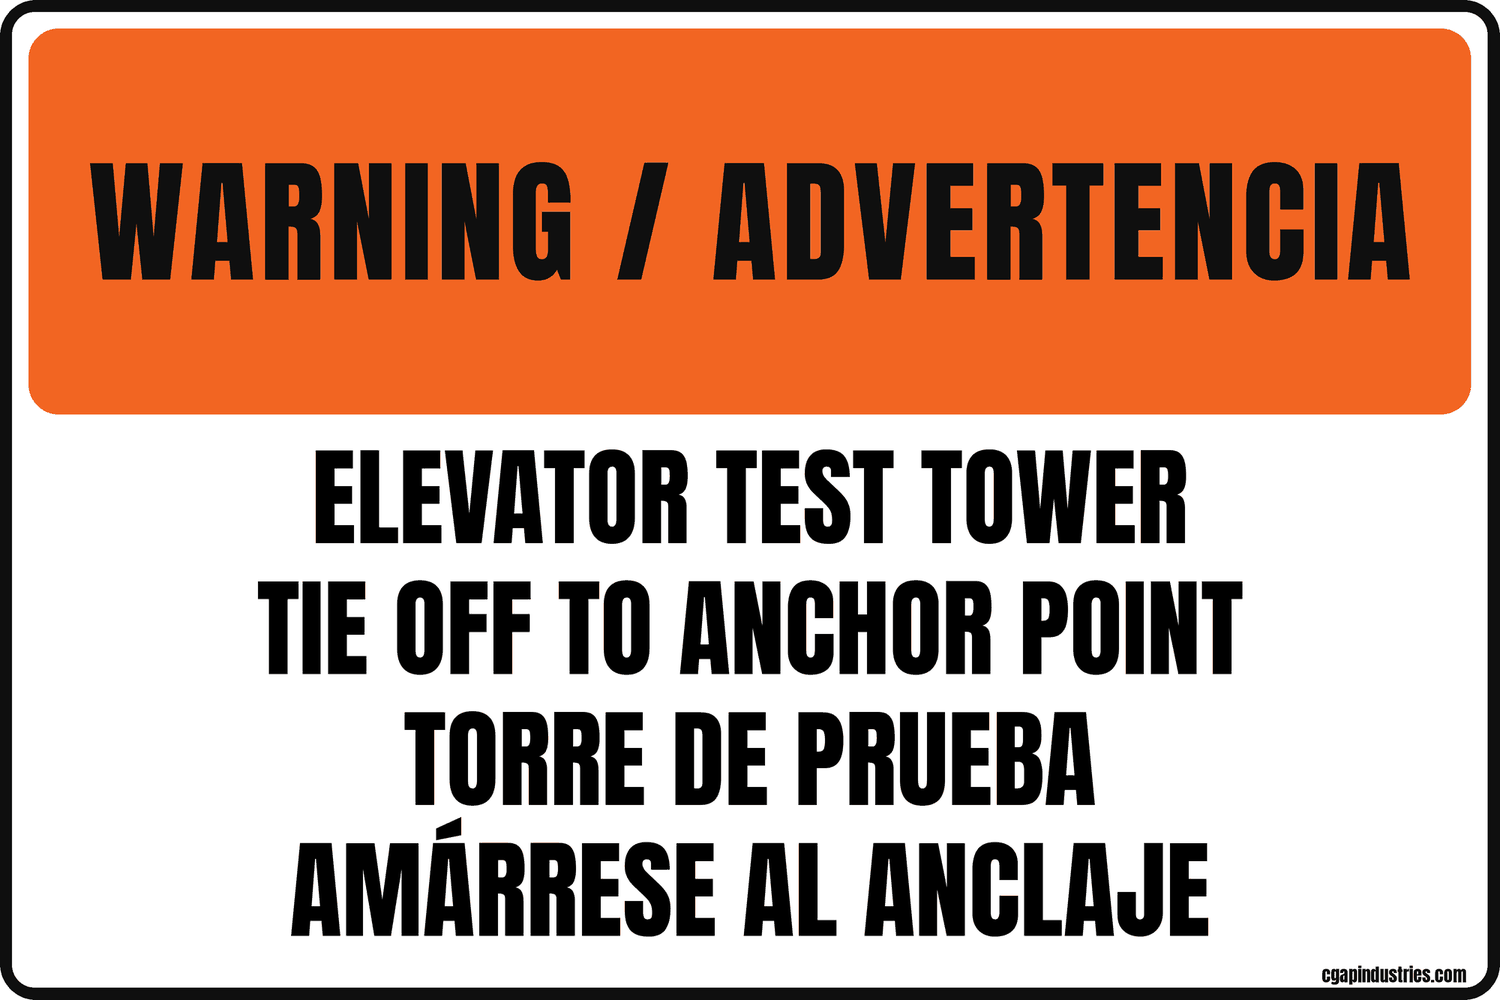 WARNING / ADVERTENCIA
ELEVATOR TEST TOWER
TIE OFF TO ANCHOR POINT
TORRE DE PRUEBA
AMÁRRESE AL ANCLAJE
cgapindustries.com